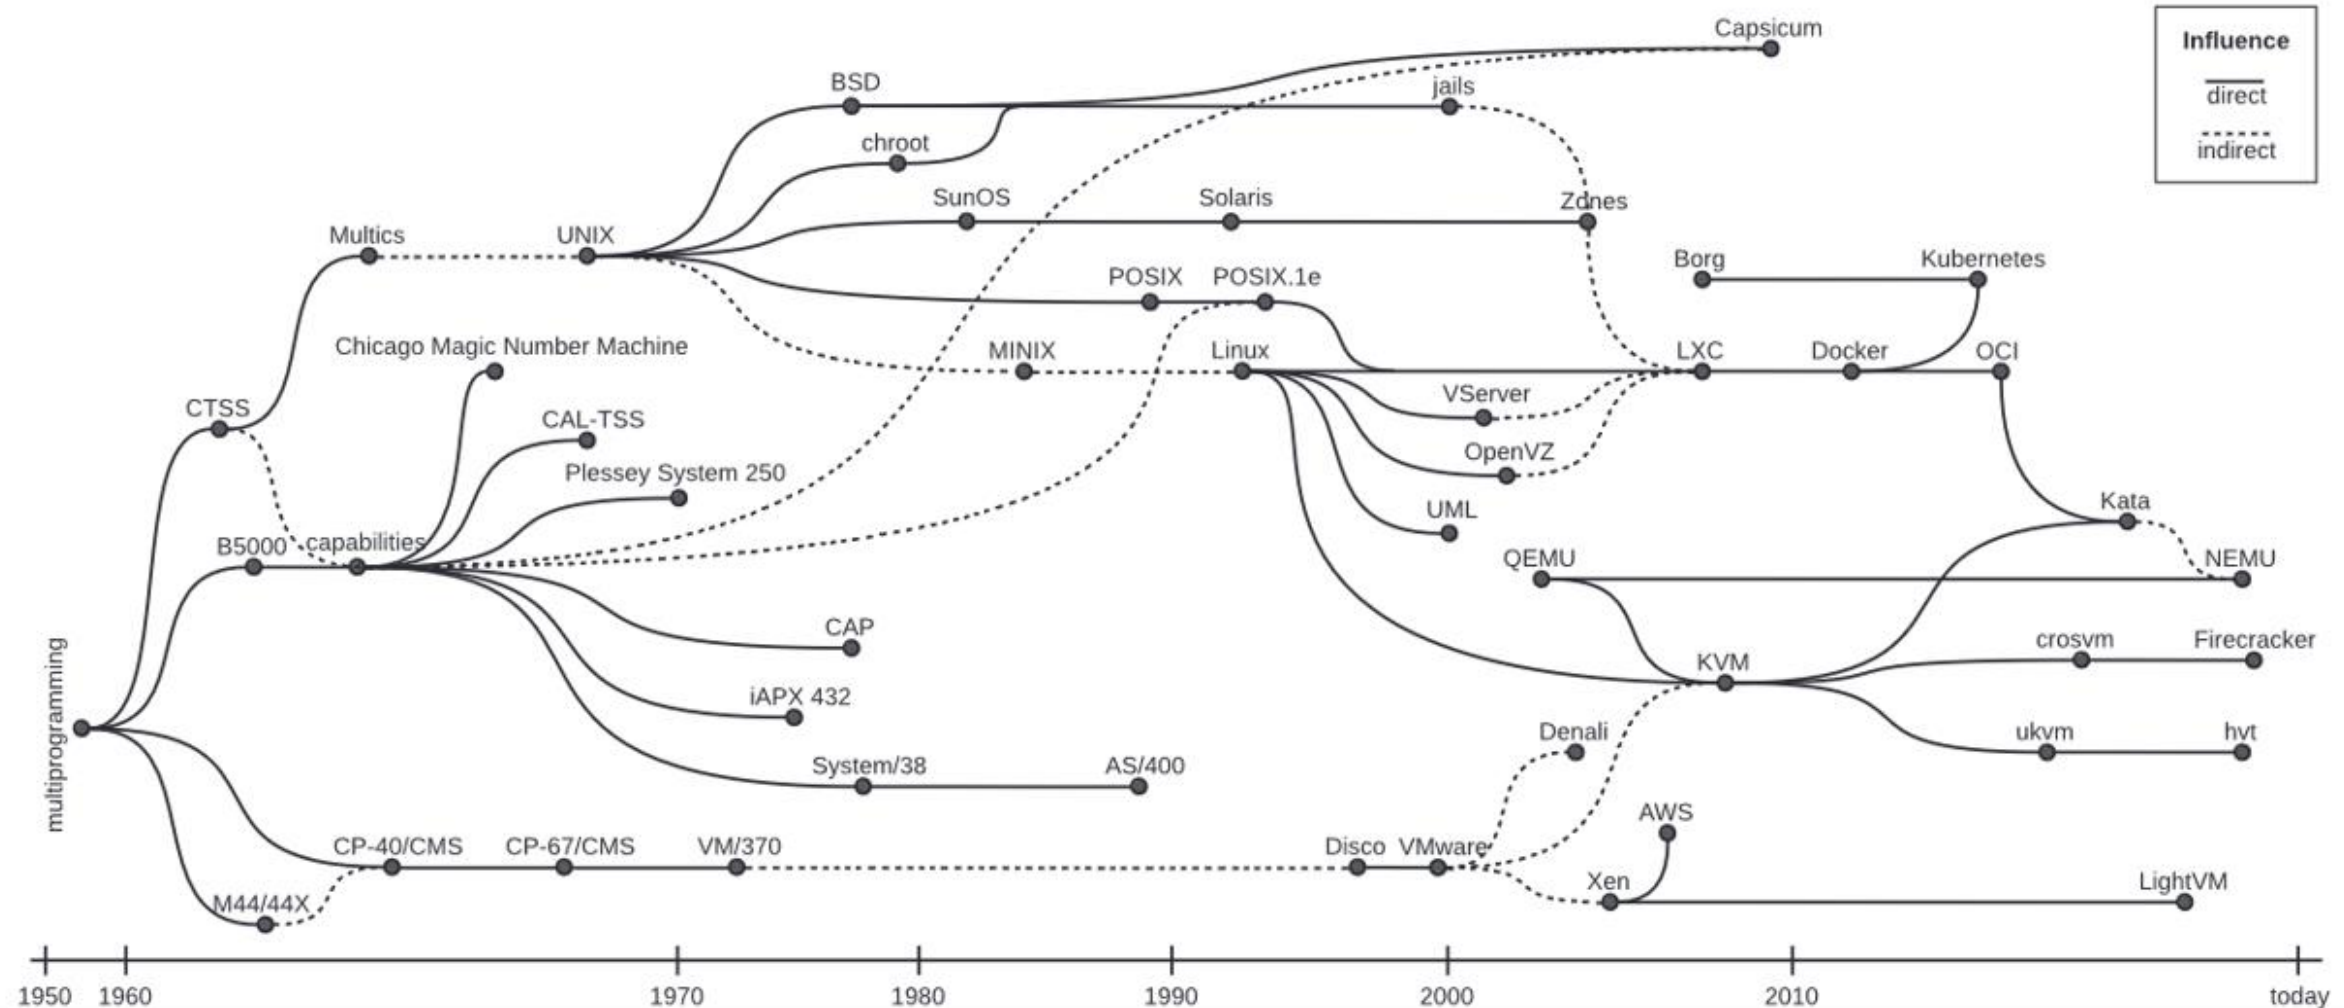 Capsicum
Influence
direct
indirect
BSD
jails
chroot
SunOS
Solaris
Zones
Multics
UNIX
Borg
Kubernetes
POSIX
POSIX.1e
Chicago Magic Number Machine
MINIX
Linux
LXC
Docker
OCI
VServer
CTSS
CAL-TSS
OpenVZ
Plessey System 250
UML
Kata
B5000
capabilities
QEMU
NEMU
CAP
crosvm
Firecracker
KVM
iAPX 432
multiprogramming
Denali
ukvm
hvt
System/38
AS/400
AWS
CP-40/CMS
CP-67/CMS
VM/370
Disco
VMware
Xen
LightVM
M44/44X
1950
1960
1970
1980
1990
2000
2010
today